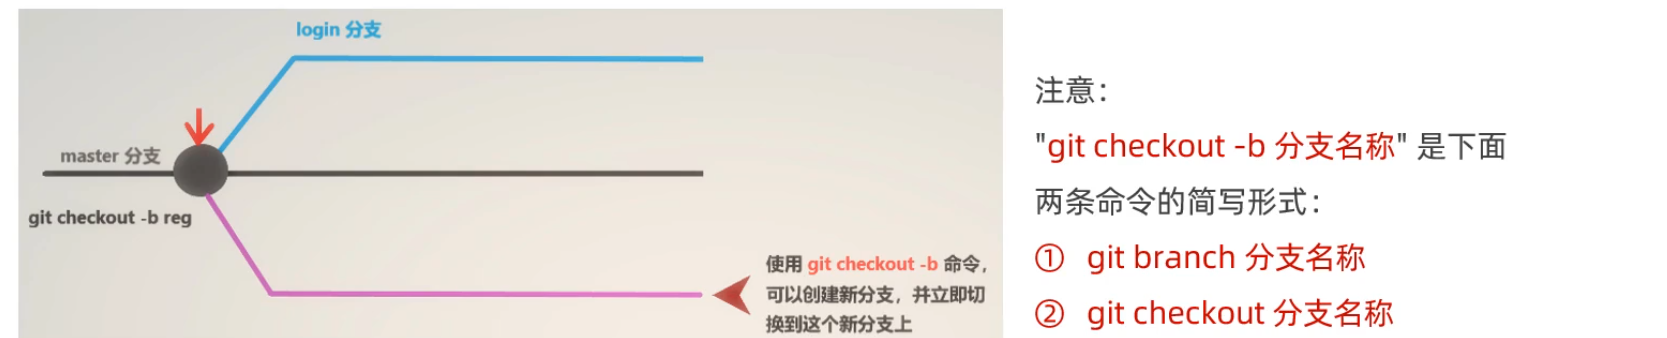 login 分支
master 分支
git checkout -b reg
使用 git checkout -b 命令，
可以创建新分支，并立即切
换到这个新分支上
注意：
"git checkout -b 分支名称" 是下面
两条命令的简写形式：
① git branch 分支名称
② git checkout 分支名称